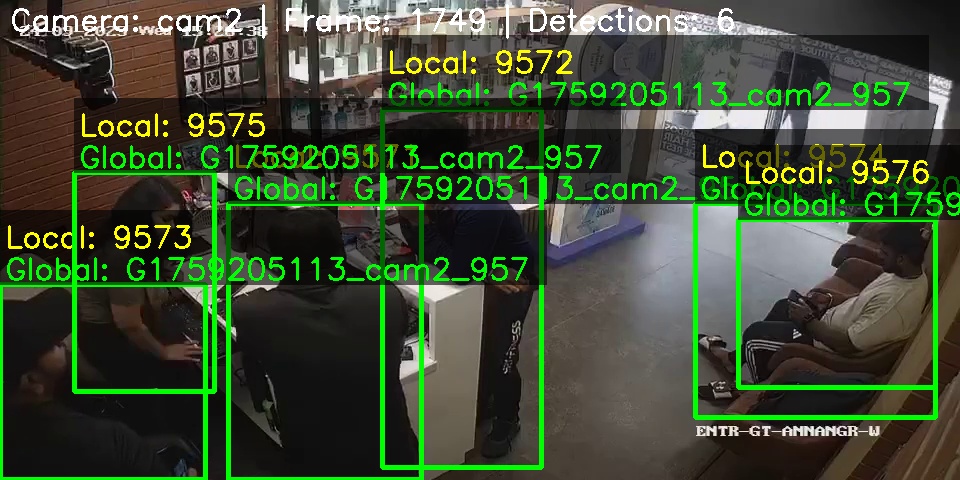 Camera: cam2 | Frame: 1749 | Detections: 6
Local: 9572
Global: G1759205113_cam2_957
Local: 9575
Global: G1759205113_cam2_957
Local: 9574
Local: 9576
Global: G1759205113_cam2_
Global: G1759
Local: 9573
Global: G1759205113_cam2_957
ENTR-GT-ANNANGR-W